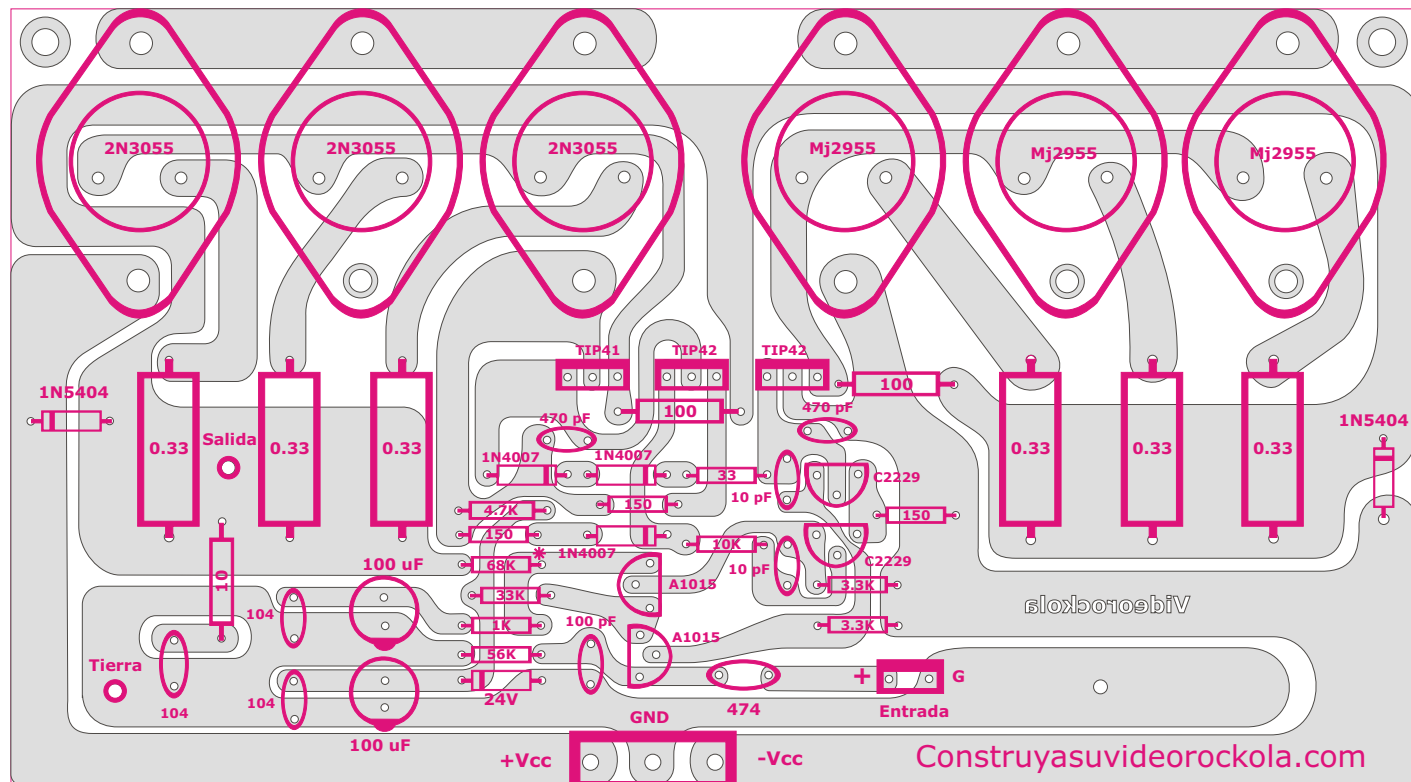 2N3055
2N3055
2N3055
Mj2955
Mj2955
Mj2955
TIP41
TIP42
TIP42
100
100
1N5404
470 pF
470 pF
1N5404
0.33
0.33
0.33
0.33
0.33
0.33
Salida
1N4007
1N4007
33
C2229
10 pF
150
4.7K
150
150
10K
1N4007
C2229
68K
*
100 uF
10 pF
A1015
3.3K
10
33K
104
1K
100 pF
3.3K
Videorockola
A1015
56K
Tierra
+
G
104
104
24V
474
Entrada
100 uF
GND
+Vcc
-Vcc
Construyasuvideorockola.com